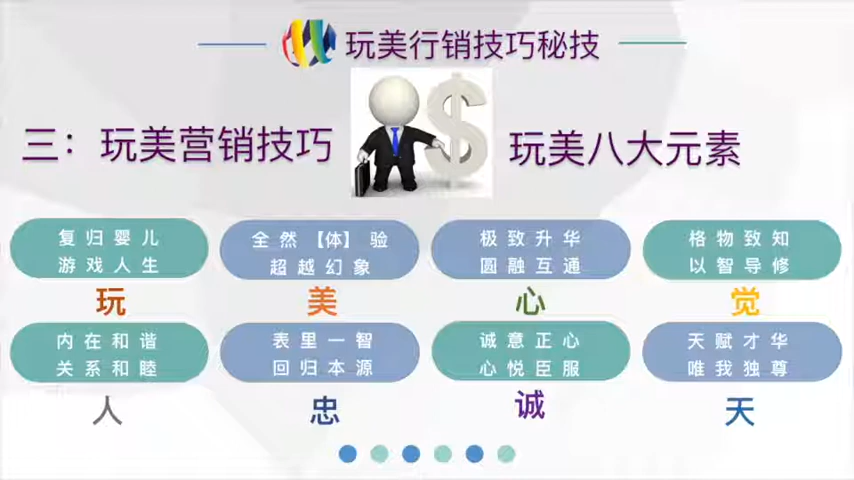 玩美行销技巧秘技
三：玩美营销技巧
玩美八大元素
复归婴儿
游戏人生
玩
全然【体】验
超越幻象
美
极致升华
圆融互通
心
格物致知
以智导修
觉
内在和谐
关系和睦
人
表里一智
回归本源
忠
诚意正心
心悦臣服
诚
天赋才华
唯我独尊
天